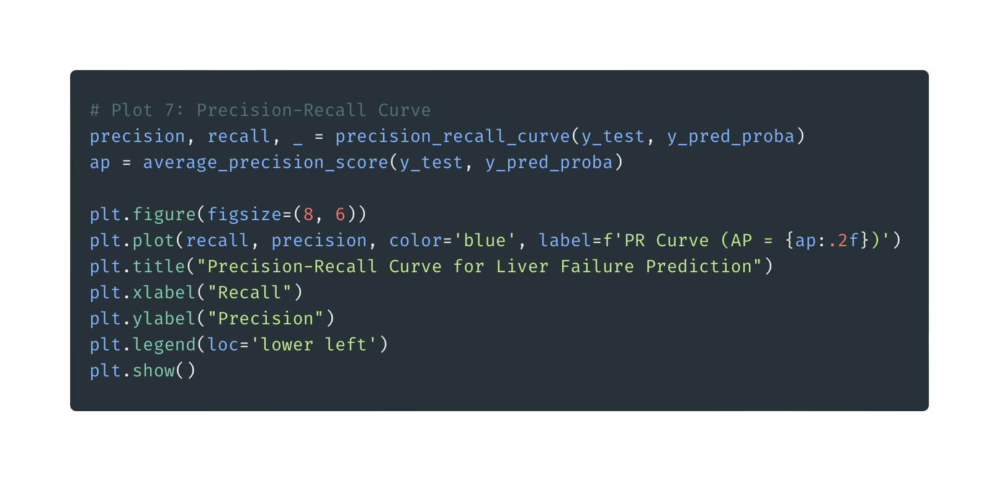 # Plot 7: Precision-Recall Curve
precision, recall, _ = precision_recall_curve(y_test, y_pred_proba)
ap = average_precision_score(y_test, y_pred_proba)
plt.figure(figsize=(8, 6))
plt.plot(recall, precision, color='blue', label=f'PR Curve (AP = {ap:.2f})')
plt.title("Precision-Recall Curve for Liver Failure Prediction")
plt.xlabel("Recall")
plt.ylabel("Precision")
plt.legend(loc='lower left')
plt.show()